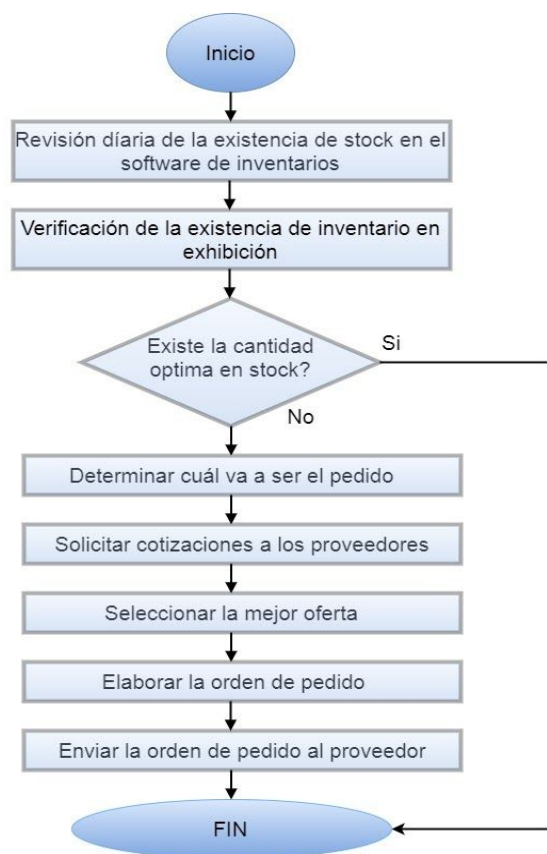 Inicio
Revisión díaria de la existencia de stock en el
software de inventarios
Verificación de la existencia de inventario en
exhibición
Existe la cantidad
optima en stock?
Si
No
Determinar cuál va a ser el pedido
Solicitar cotizaciones a los proveedores
Seleccionar la mejor oferta
Elaborar la orden de pedido
Enviar la orden de pedido al proveedor
FIN